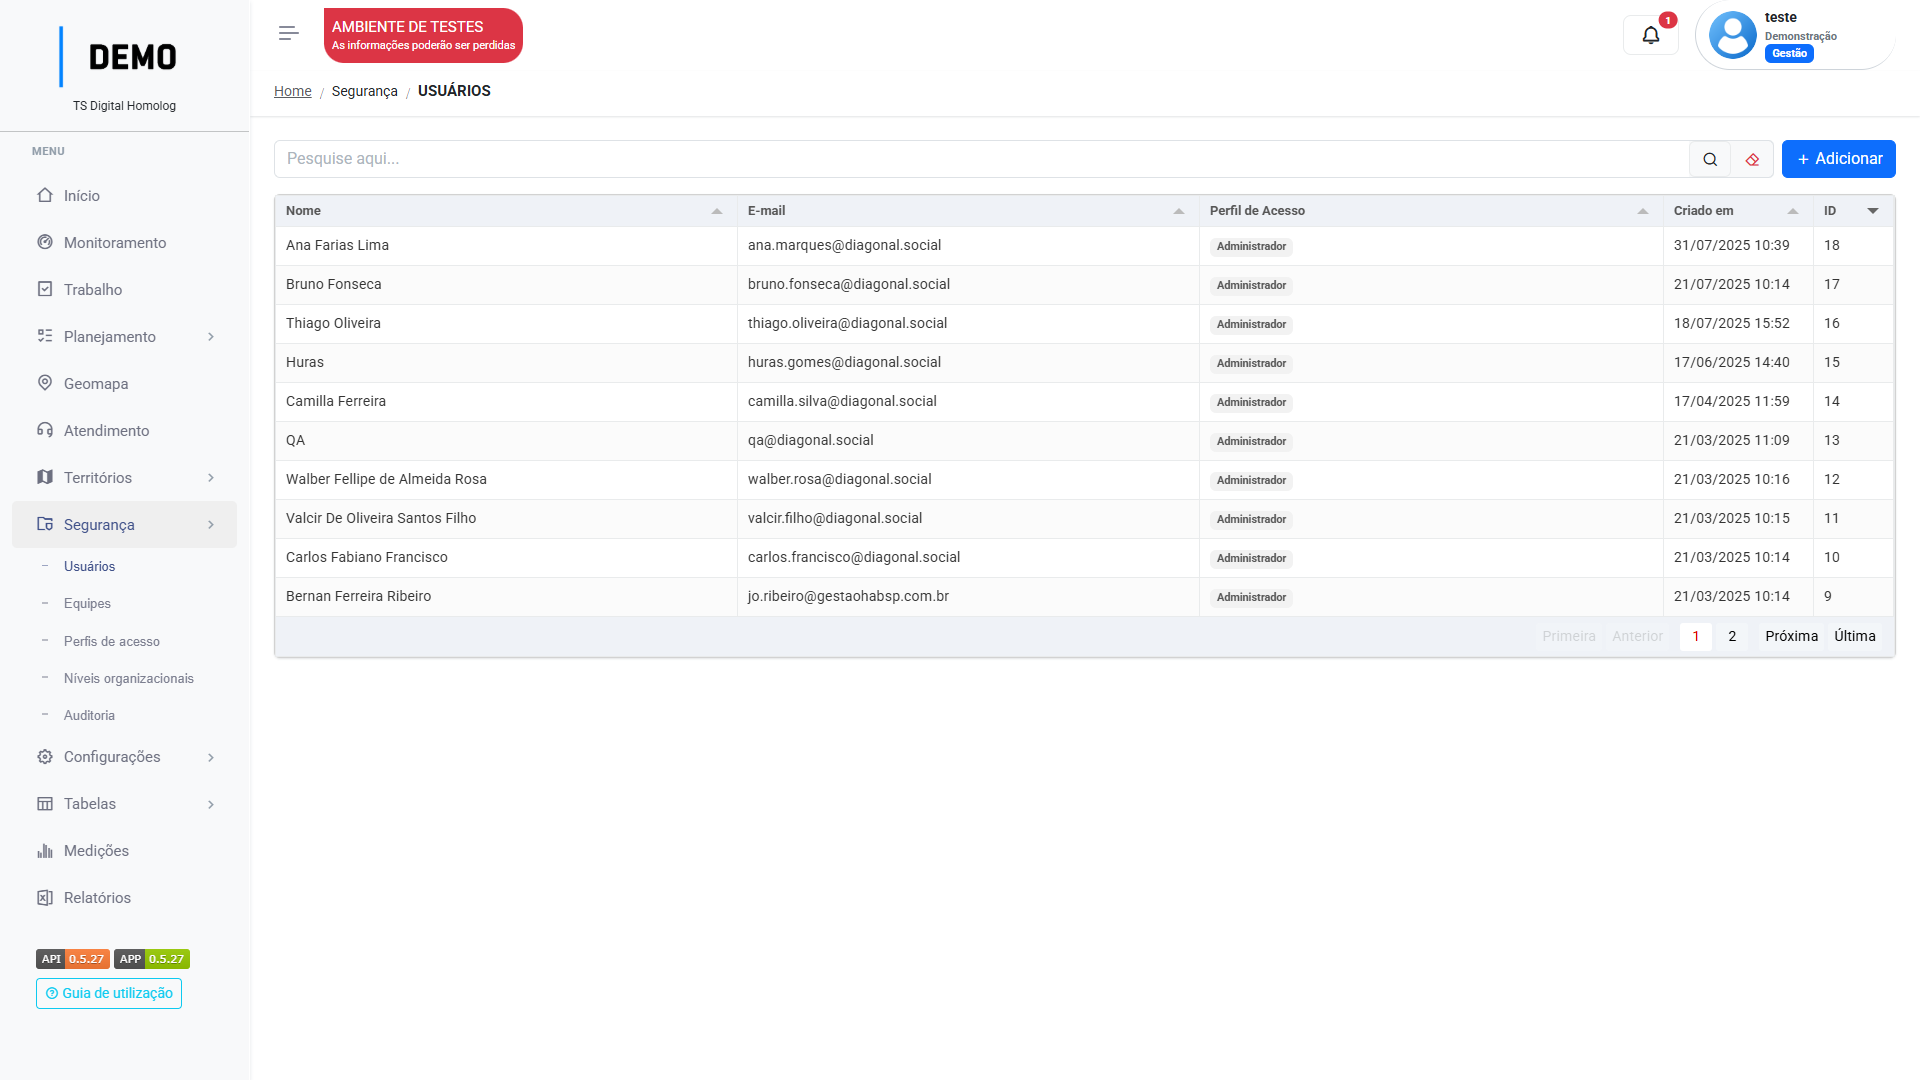 DEMO
TS Digital Homolog
MENU
Início
Monitoramento
Trabalho
Planejamento
Geomapa
Atendimento
Territórios
Segurança
Usuários
Equipes
Perfis de acesso
Níveis organizacionais
Auditoria
Configurações
Tabelas
Medições
Relatórios
API 0.5.27 APP 0.5.27
Guia de utilização
AMBIENTE DE TESTES
As informações poderão ser perdidas
1
teste
Demonstração
Gestão
Home / Segurança / USUÁRIOS
Pesquise aqui...
+ Adicionar
Nome E-mail Perfil de Acesso Criado em ID
Ana Farias Lima ana.marques@diagonal.social Administrador 31/07/2025 10:39 18
Bruno Fonseca bruno.fonseca@diagonal.social Administrador 21/07/2025 10:14 17
Thiago Oliveira thiago.oliveira@diagonal.social Administrador 18/07/2025 15:52 16
Huras huras.gomes@diagonal.social Administrador 17/06/2025 14:40 15
Camilla Ferreira camilla.silva@diagonal.social Administrador 17/04/2025 11:59 14
QA qa@diagonal.social Administrador 21/03/2025 11:09 13
Walber Fellipe de Almeida Rosa walber.rosa@diagonal.social Administrador 21/03/2025 10:16 12
Valcir De Oliveira Santos Filho valcir.filho@diagonal.social Administrador 21/03/2025 10:15 11
Carlos Fabiano Francisco carlos.francisco@diagonal.social Administrador 21/03/2025 10:14 10
Bernan Ferreira Ribeiro jo.ribeiro@gestaohabsp.com.br Administrador 21/03/2025 10:14 9
Primeira Anterior 1 2 Próxima Última